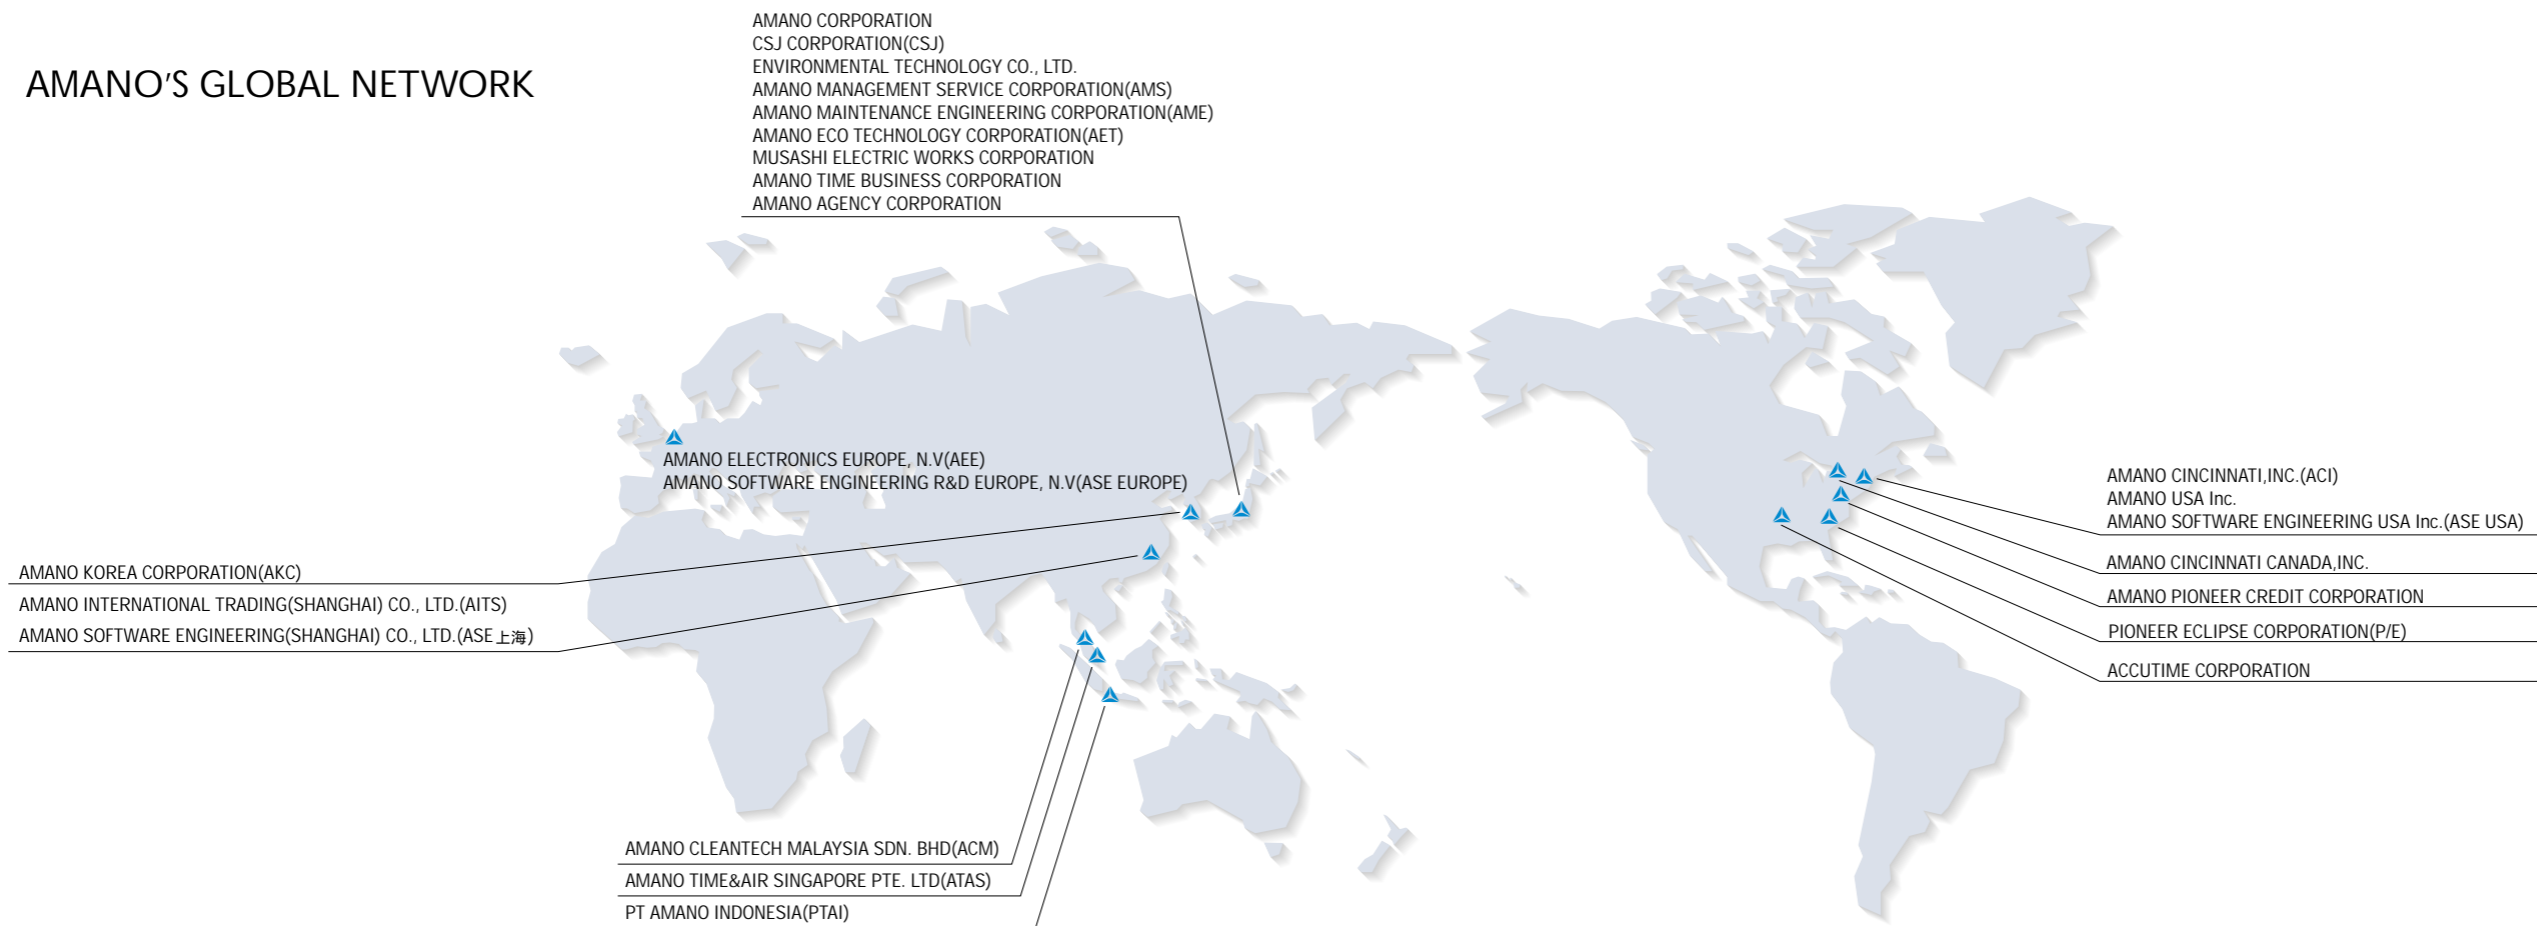 AMANO'S GLOBAL NETWORK
AMANO CORPORATION
CSJ CORPORATION(CSJ)
ENVIRONMENTAL TECHNOLOGY CO., LTD.
AMANO MANAGEMENT SERVICE CORPORATION(AMS)
AMANO MAINTENANCE ENGINEERING CORPORATION(AME)
AMANO ECO TECHNOLOGY CORPORATION(AET)
MUSASHI ELECTRIC WORKS CORPORATION
AMANO TIME BUSINESS CORPORATION
AMANO AGENCY CORPORATION
AMANO ELECTRONICS EUROPE, N.V(AEE)
AMANO SOFTWARE ENGINEERING R&D EUROPE, N.V(ASE EUROPE)
AMANO KOREA CORPORATION(AKC)
AMANO INTERNATIONAL TRADING(SHANGHAI) CO., LTD.(AITS)
AMANO SOFTWARE ENGINEERING(SHANGHAI) CO., LTD.(ASE上海)
AMANO CLEANTECH MALAYSIA SDN. BHD(ACM)
AMANO TIME&AIR SINGAPORE PTE. LTD(ATAS)
PT AMANO INDONESIA(PTAI)
AMANO CINCINNATI,INC.(ACI)
AMANO USA Inc.
AMANO SOFTWARE ENGINEERING USA Inc.(ASE USA)
AMANO CINCINNATI CANADA,INC.
AMANO PIONEER CREDIT CORPORATION
PIONEER ECLIPSE CORPORATION(P/E)
ACCUTIME CORPORATION